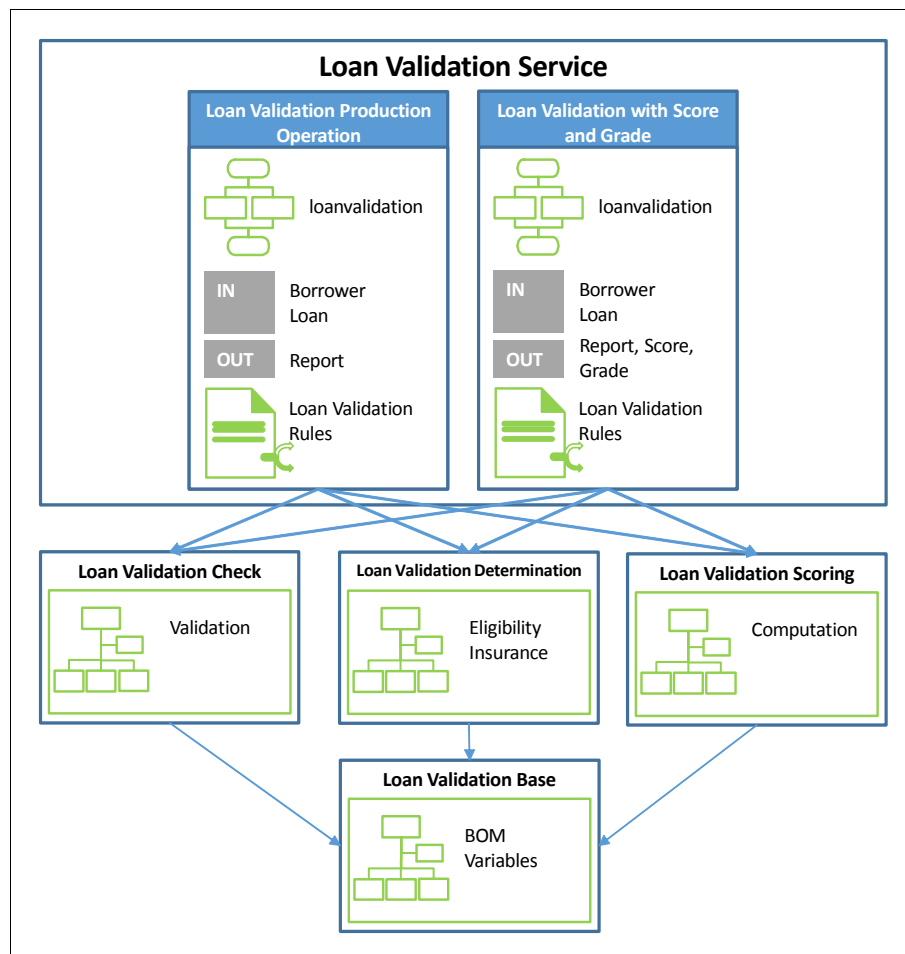 Loan Validation Service
Loan Validation Production
Operation
loanvalidation
IN
Borrower
Loan
OUT
Report
Loan Validation
Rules
Loan Validation with Score
and Grade
loanvalidation
IN
Borrower
Loan
OUT
Report, Score,
Grade
Loan Validation
Rules
Loan Validation Check
Validation
Loan Validation Determination
Eligibility
Insurance
Loan Validation Scoring
Computation
Loan Validation Base
BOM
Variables